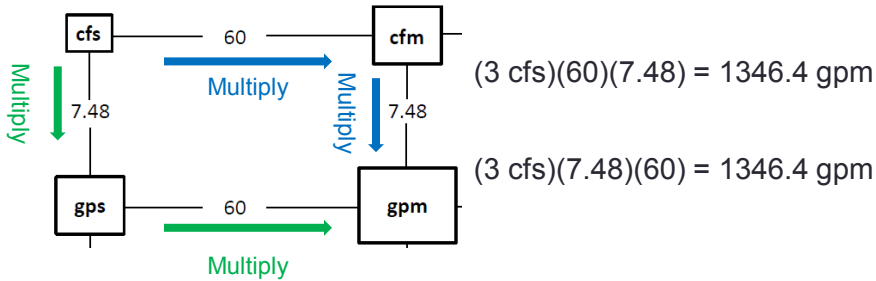 cfs
60
cfm
Multiply
(3 cfs)(60)(7.48) = 1346.4 gpm
Multiply
7.48
Multiply
7.48
(3 cfs)(7.48)(60) = 1346.4 gpm
gps
60
gpm
Multiply